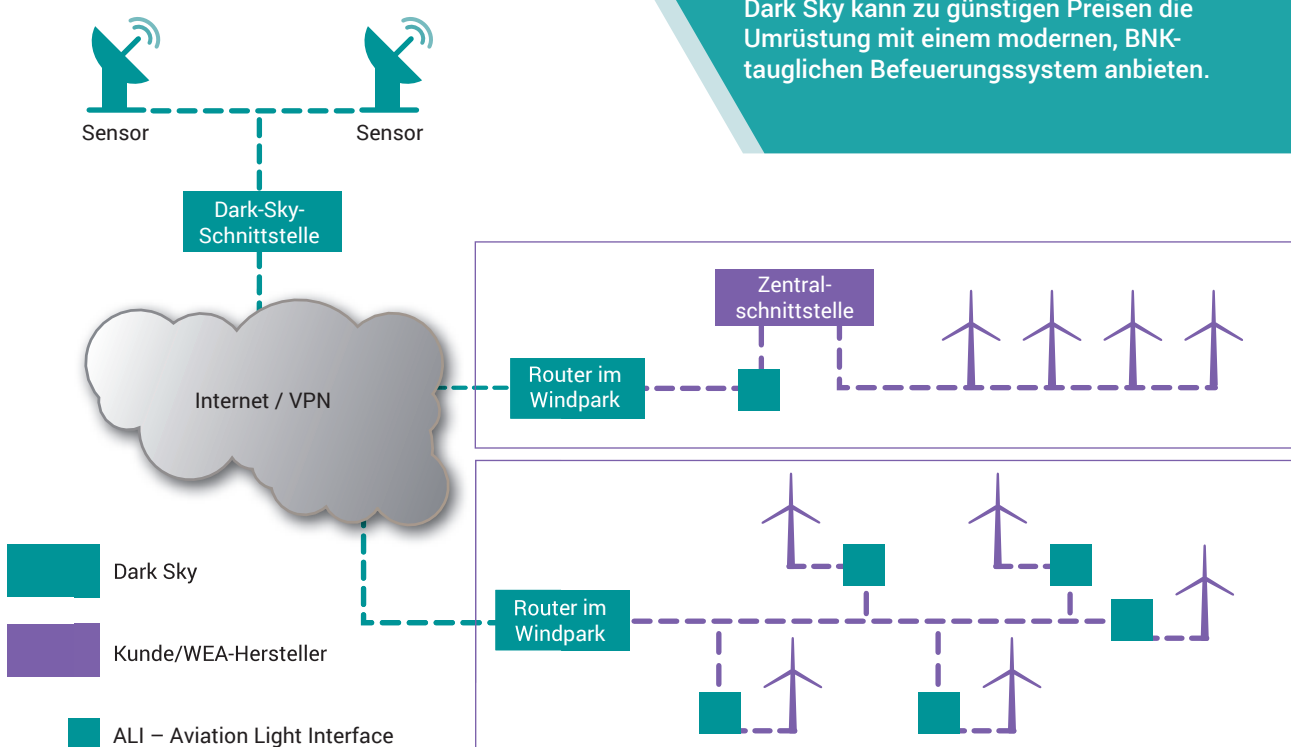 Dark Sky kann zu günstigen Preisen die
Umrüstung mit einem modernen, BNK-
tauglichen Befeuerungssystem anbieten.
Sensor
Sensor
Dark-Sky-
Schnittstelle
Zentral-
schnittstelle
Internet / VPN
Router im
Windpark
Router im
Windpark
Dark Sky
Kunde/WEA-Hersteller
ALI – Aviation Light Interface